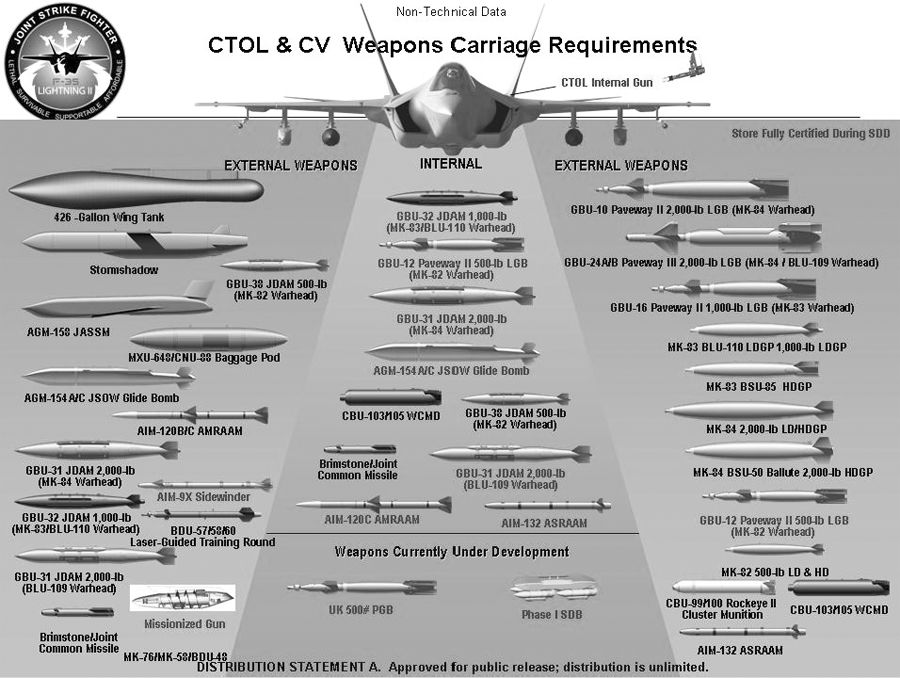 Non-Technical Data
JOINT STRIKE FIGHTER
F-35
LIGHTNING II
LETHAL SURVIVABLE SUPPORTABLE AFFORDABLE
CTOL & CV Weapons Carriage Requirements
CTOL Internal Gun
Store Fully Certified During SDD
EXTERNAL WEAPONS
426 -Gallon Wing Tank
Stormshadow
GBU-38 JDAM 500-lb
(MK-82 Warhead)
AGM-158 JASSM
MXU-648/CNU-88 Baggage Pod
AGM-154 A/C JSOW Glide Bomb
AIM-120B/C AMRAAM
GBU-31 JDAM 2,000-lb
(MK-84 Warhead)
AIM-9X Sidewinder
GBU-32 JDAM 1,000-lb
(MK-83/BLU-110 Warhead)
BDU-57/58/60
Laser-Guided Training Round
GBU-31 JDAM 2,000-lb
(BLU-109 Warhead)
Missionized Gun
Brimstone/Joint
Common Missile
MK-76/MK-58/BDU-48
INTERNAL
GBU-32 JDAM 1,000-lb
(MK-83/BLU-110 Warhead)
GBU-12 Paveway II 500-lb LGB
(MK-82 Warhead)
GBU-31 JDAM 2,000-lb
(MK-84 Warhead)
AGM-154 A/C JSOW Glide Bomb
CBU-103/105 WCMD
GBU-38 JDAM 500-lb
(MK-82 Warhead)
Brimstone/Joint
Common Missile
GBU-31 JDAM 2,000-lb
(BLU-109 Warhead)
AIM-120C AMRAAM
AIM-132 ASRAAM
Weapons Currently Under Development
UK 500# PGB
Phase I SDB
EXTERNAL WEAPONS
GBU-10 Paveway II 2,000-lb LGB (MK-84 Warhead)
GBU-24A/B Paveway III 2,000-lb LGB (MK-84 / BLU-109 Warhead)
GBU-16 Paveway II 1,000-lb LGB (MK-83 Warhead)
MK-83 BLU-110 LDGP 1,000-lb LDGP
MK-83 BSU-85 HDGP
MK-84 2,000-lb LD/HDGP
MK-84 BSU-50 Ballute 2,000-lb HDGP
GBU-12 Paveway II 500-lb LGB
(MK-82 Warhead)
MK-82 500-lb LD & HD
CBU-99/100 Rockeye II
Cluster Munition
CBU-103/105 WCMD
AIM-132 ASRAAM
DISTRIBUTION STATEMENT A. Approved for public release; distribution is unlimited.